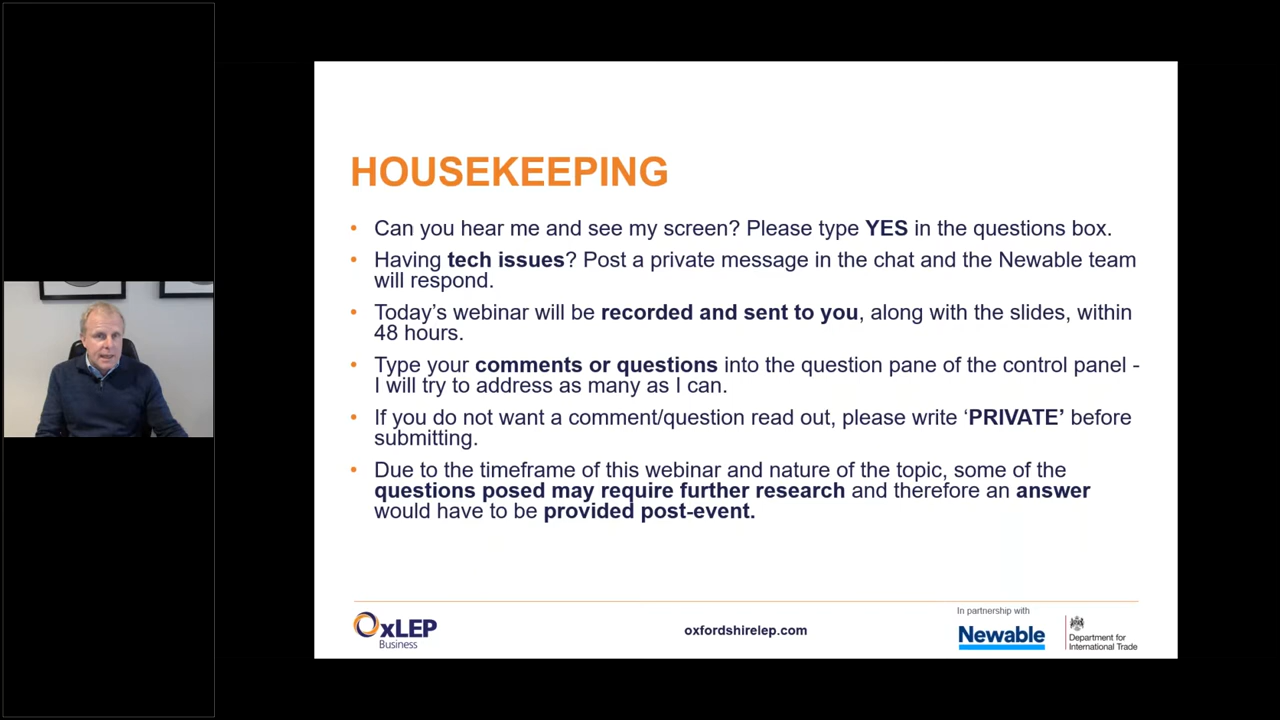 HOUSEKEEPING
• Can you hear me and see my screen? Please type YES in the questions box.
• Having tech issues? Post a private message in the chat and the Newable team
will respond.
• Today’s webinar will be recorded and sent to you, along with the slides, within
48 hours.
• Type your comments or questions into the question pane of the control panel -
I will try to address as many as I can.
• If you do not want a comment/question read out, please write ‘PRIVATE’ before
submitting.
• Due to the timeframe of this webinar and nature of the topic, some of the
questions posed may require further research and therefore an answer
would have to be provided post-event.
OxLEP
Business
oxfordshirelep.com
In partnership with
Newable
Department for
International Trade